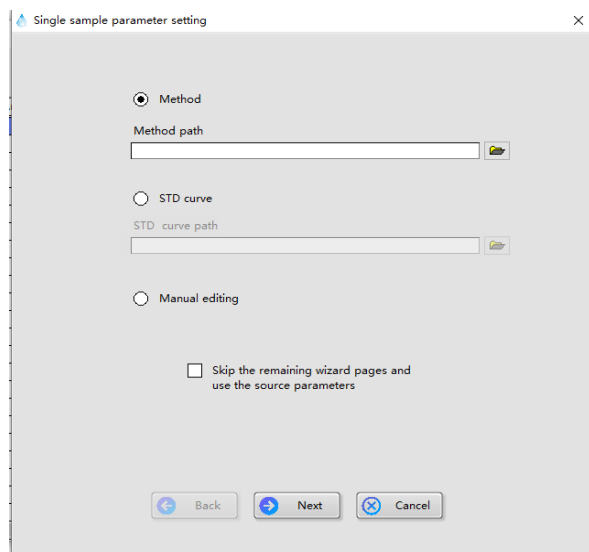 Single sample parameter setting
Method
Method path
STD curve
STD curve path
Manual editing
Skip the remaining wizard pages and
use the source parameters
Back
Next
Cancel